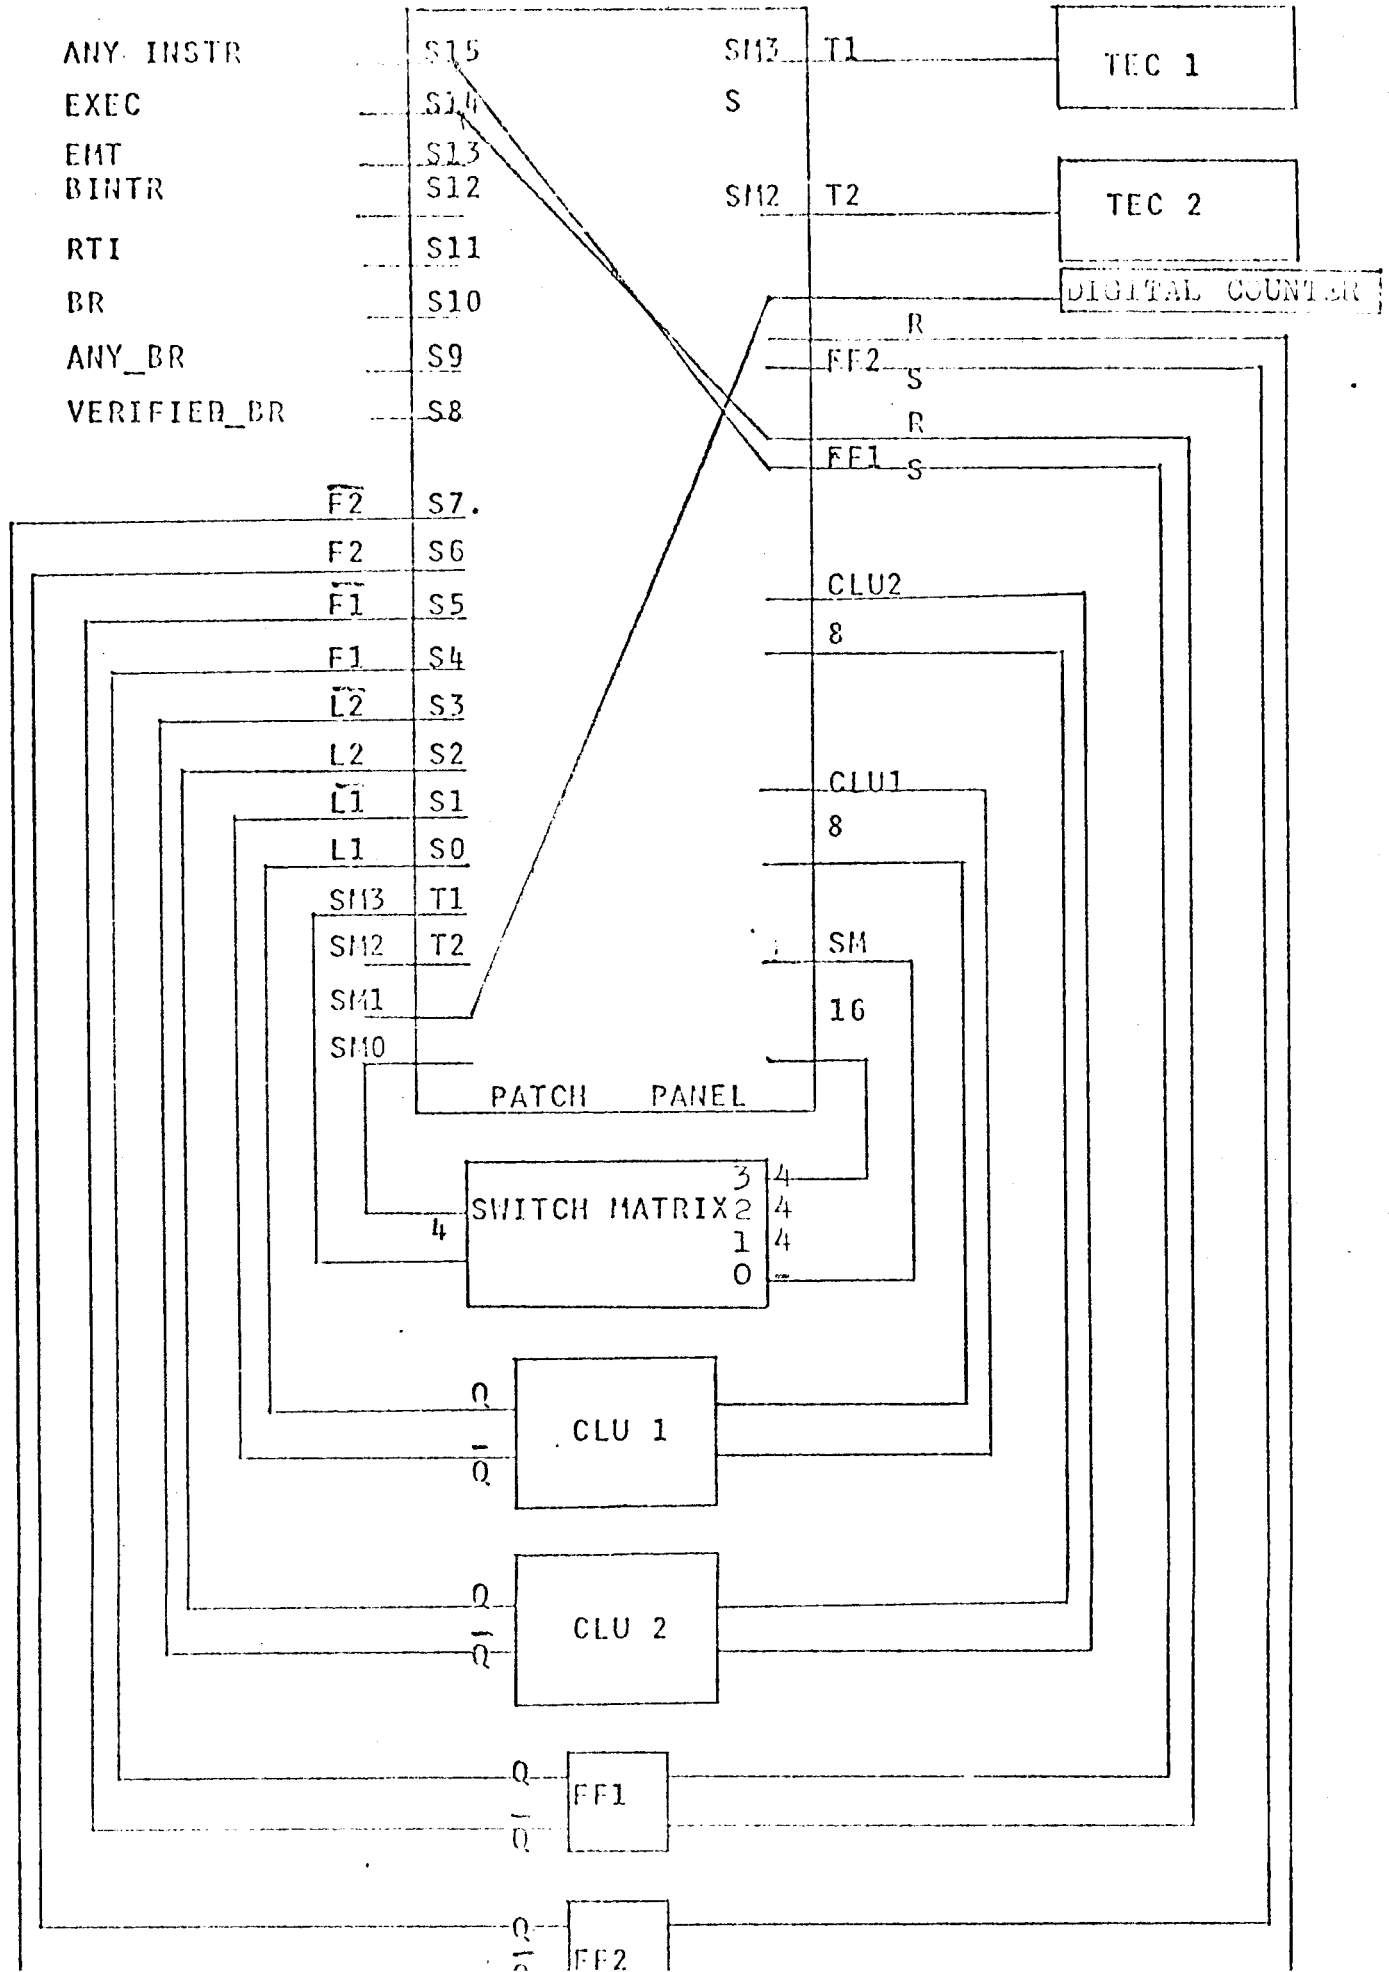 ANY INSTR S15 SM3 T1 TEC 1
EXEC S14 S
EMT S13
BINTR S12 SM2 T2 TEC 2
RTI S11
DIGITAL COUNTER
BR S10 R
ANY_BR S9 FF2 S
VERIFIED_BR S8 R
FF1 S
F2̅ S7
F2 S6
F1̅ S5 CLU2
F1 S4 8
L2̅ S3
L2 S2
L1̅ S1 CLU1
L1 S0 8
SM3 T1
SM2 T2 SM
SM1 16
SM0
PATCH PANEL
3 4
4 SWITCH MATRIX 2 4
1 4
0
Q
CLU 1
Q̅
Q
CLU 2
Q̅
Q
FF1
Q̅
Q
FF2
Q̅